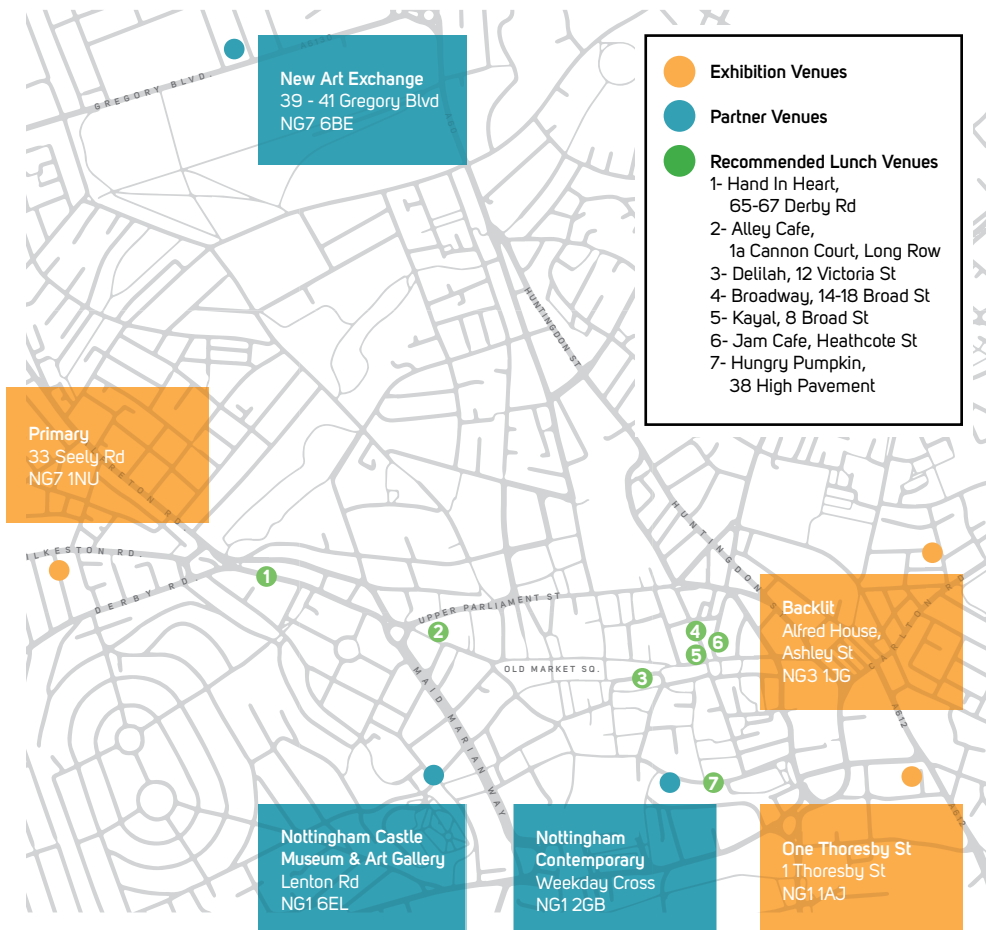 New Art Exchange
39 - 41 Gregory Blvd
NG7 6BE
Exhibition Venues
Partner Venues
Recommended Lunch Venues
1- Hand In Heart,
65-67 Derby Rd
2- Alley Cafe,
1a Cannon Court, Long Row
3- Delilah, 12 Victoria St
4- Broadway, 14-18 Broad St
5- Kayal, 8 Broad St
6- Jam Cafe, Heathcote St
7- Hungry Pumpkin,
38 High Pavement
GREGORY BLVD.
HUNTINGDON ST
Primary
33 Seely Rd
NG7 1NU
ILKESTON RD.
DERBY RD.
1
UPPER PARLIAMENT ST
2
4
6
5
OLD MARKET SQ.
3
MAID MARIAN WAY
Backlit
Alfred House,
Ashley St
NG3 1JG
A612
7
Nottingham Castle
Museum & Art Gallery
Lenton Rd
NG1 6EL
Nottingham
Contemporary
Weekday Cross
NG1 2GB
One Thoresby St
1 Thoresby St
NG1 1AJ
A612